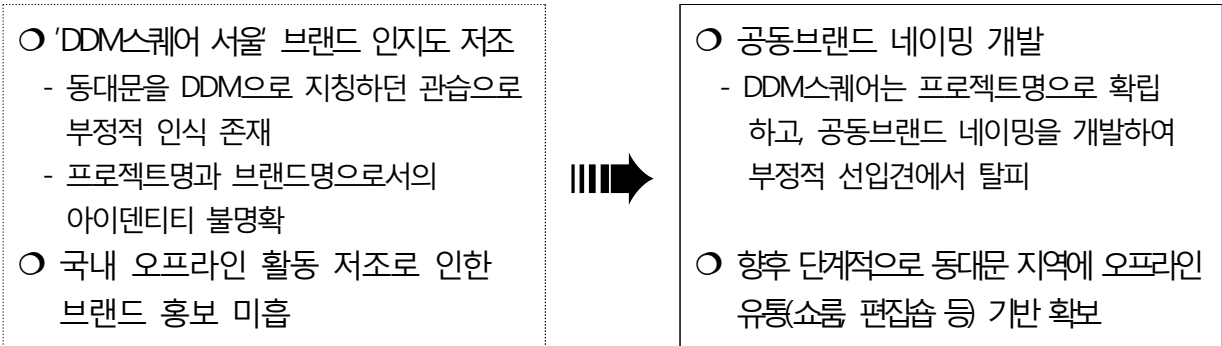 ❍ 'DDM스퀘어 서울' 브랜드 인지도 저조
- 동대문을 DDM으로 지칭하던 관습으로
부정적 인식 존재
- 프로젝트명과 브랜드명으로서의
아이덴티티 불명확
❍ 국내 오프라인 활동 저조로 인한
브랜드 홍보 미흡
❍ 공동브랜드 네이밍 개발
- DDM스퀘어는 프로젝트명으로 확립
하고, 공동브랜드 네이밍을 개발하여
부정적 선입견에서 탈피
❍ 향후 단계적으로 동대문 지역에 오프라인
유통(쇼룸, 편집숍 등) 기반 확보